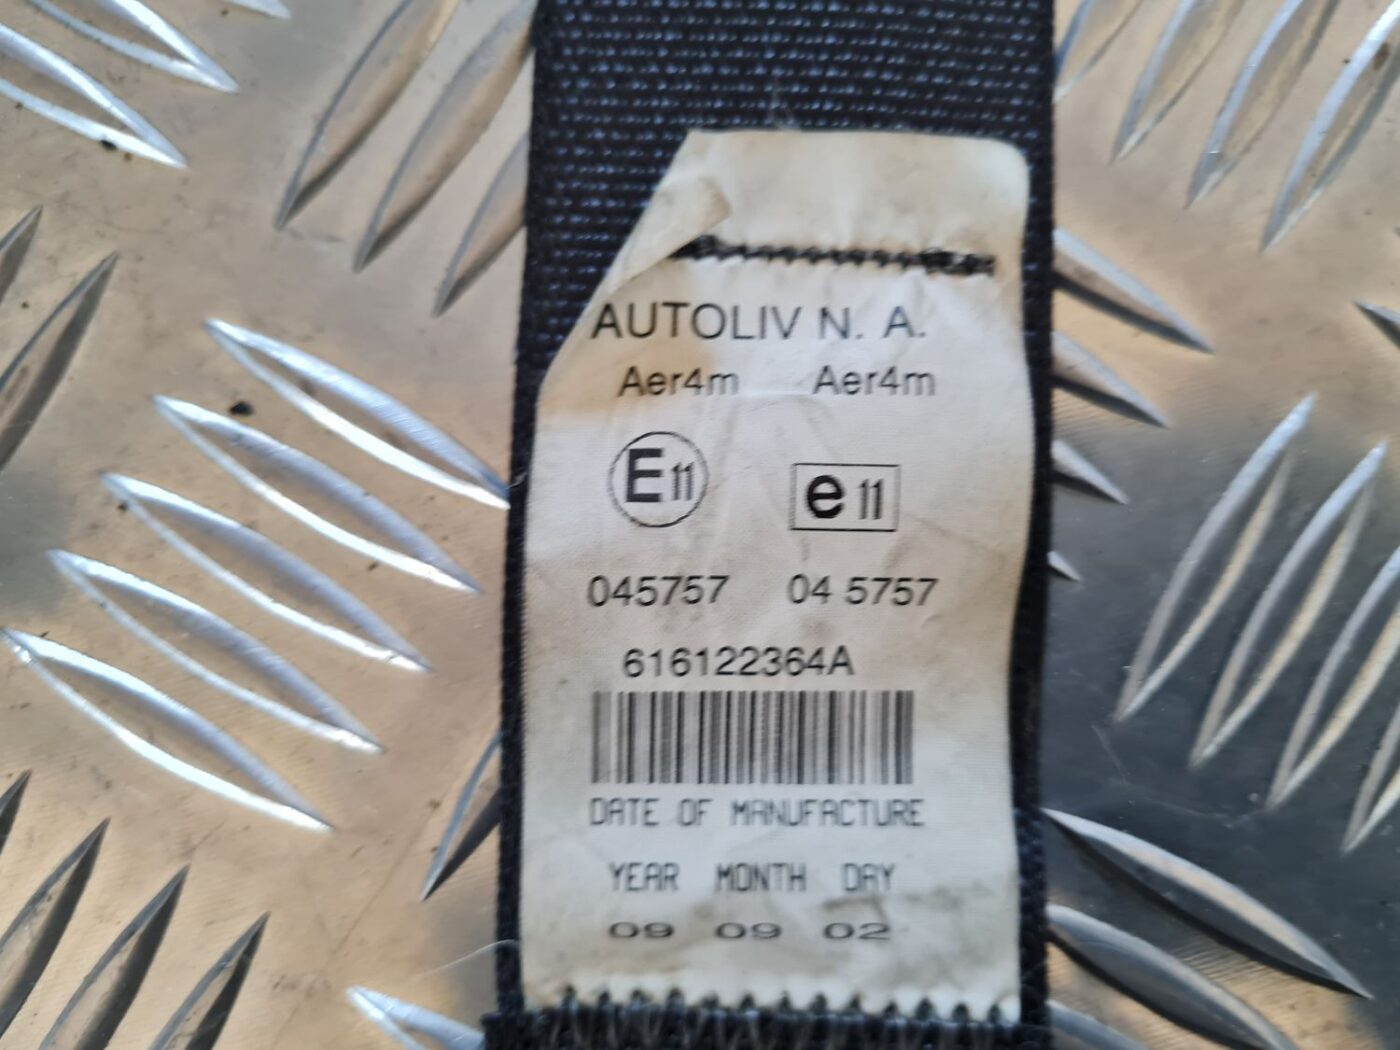 AUTOLIV N. A.
Aer4m Aer4m
E11 e11
045757 04 5757
616122364A
DATE OF MANUFACTURE
YEAR MONTH DAY
09 09 02